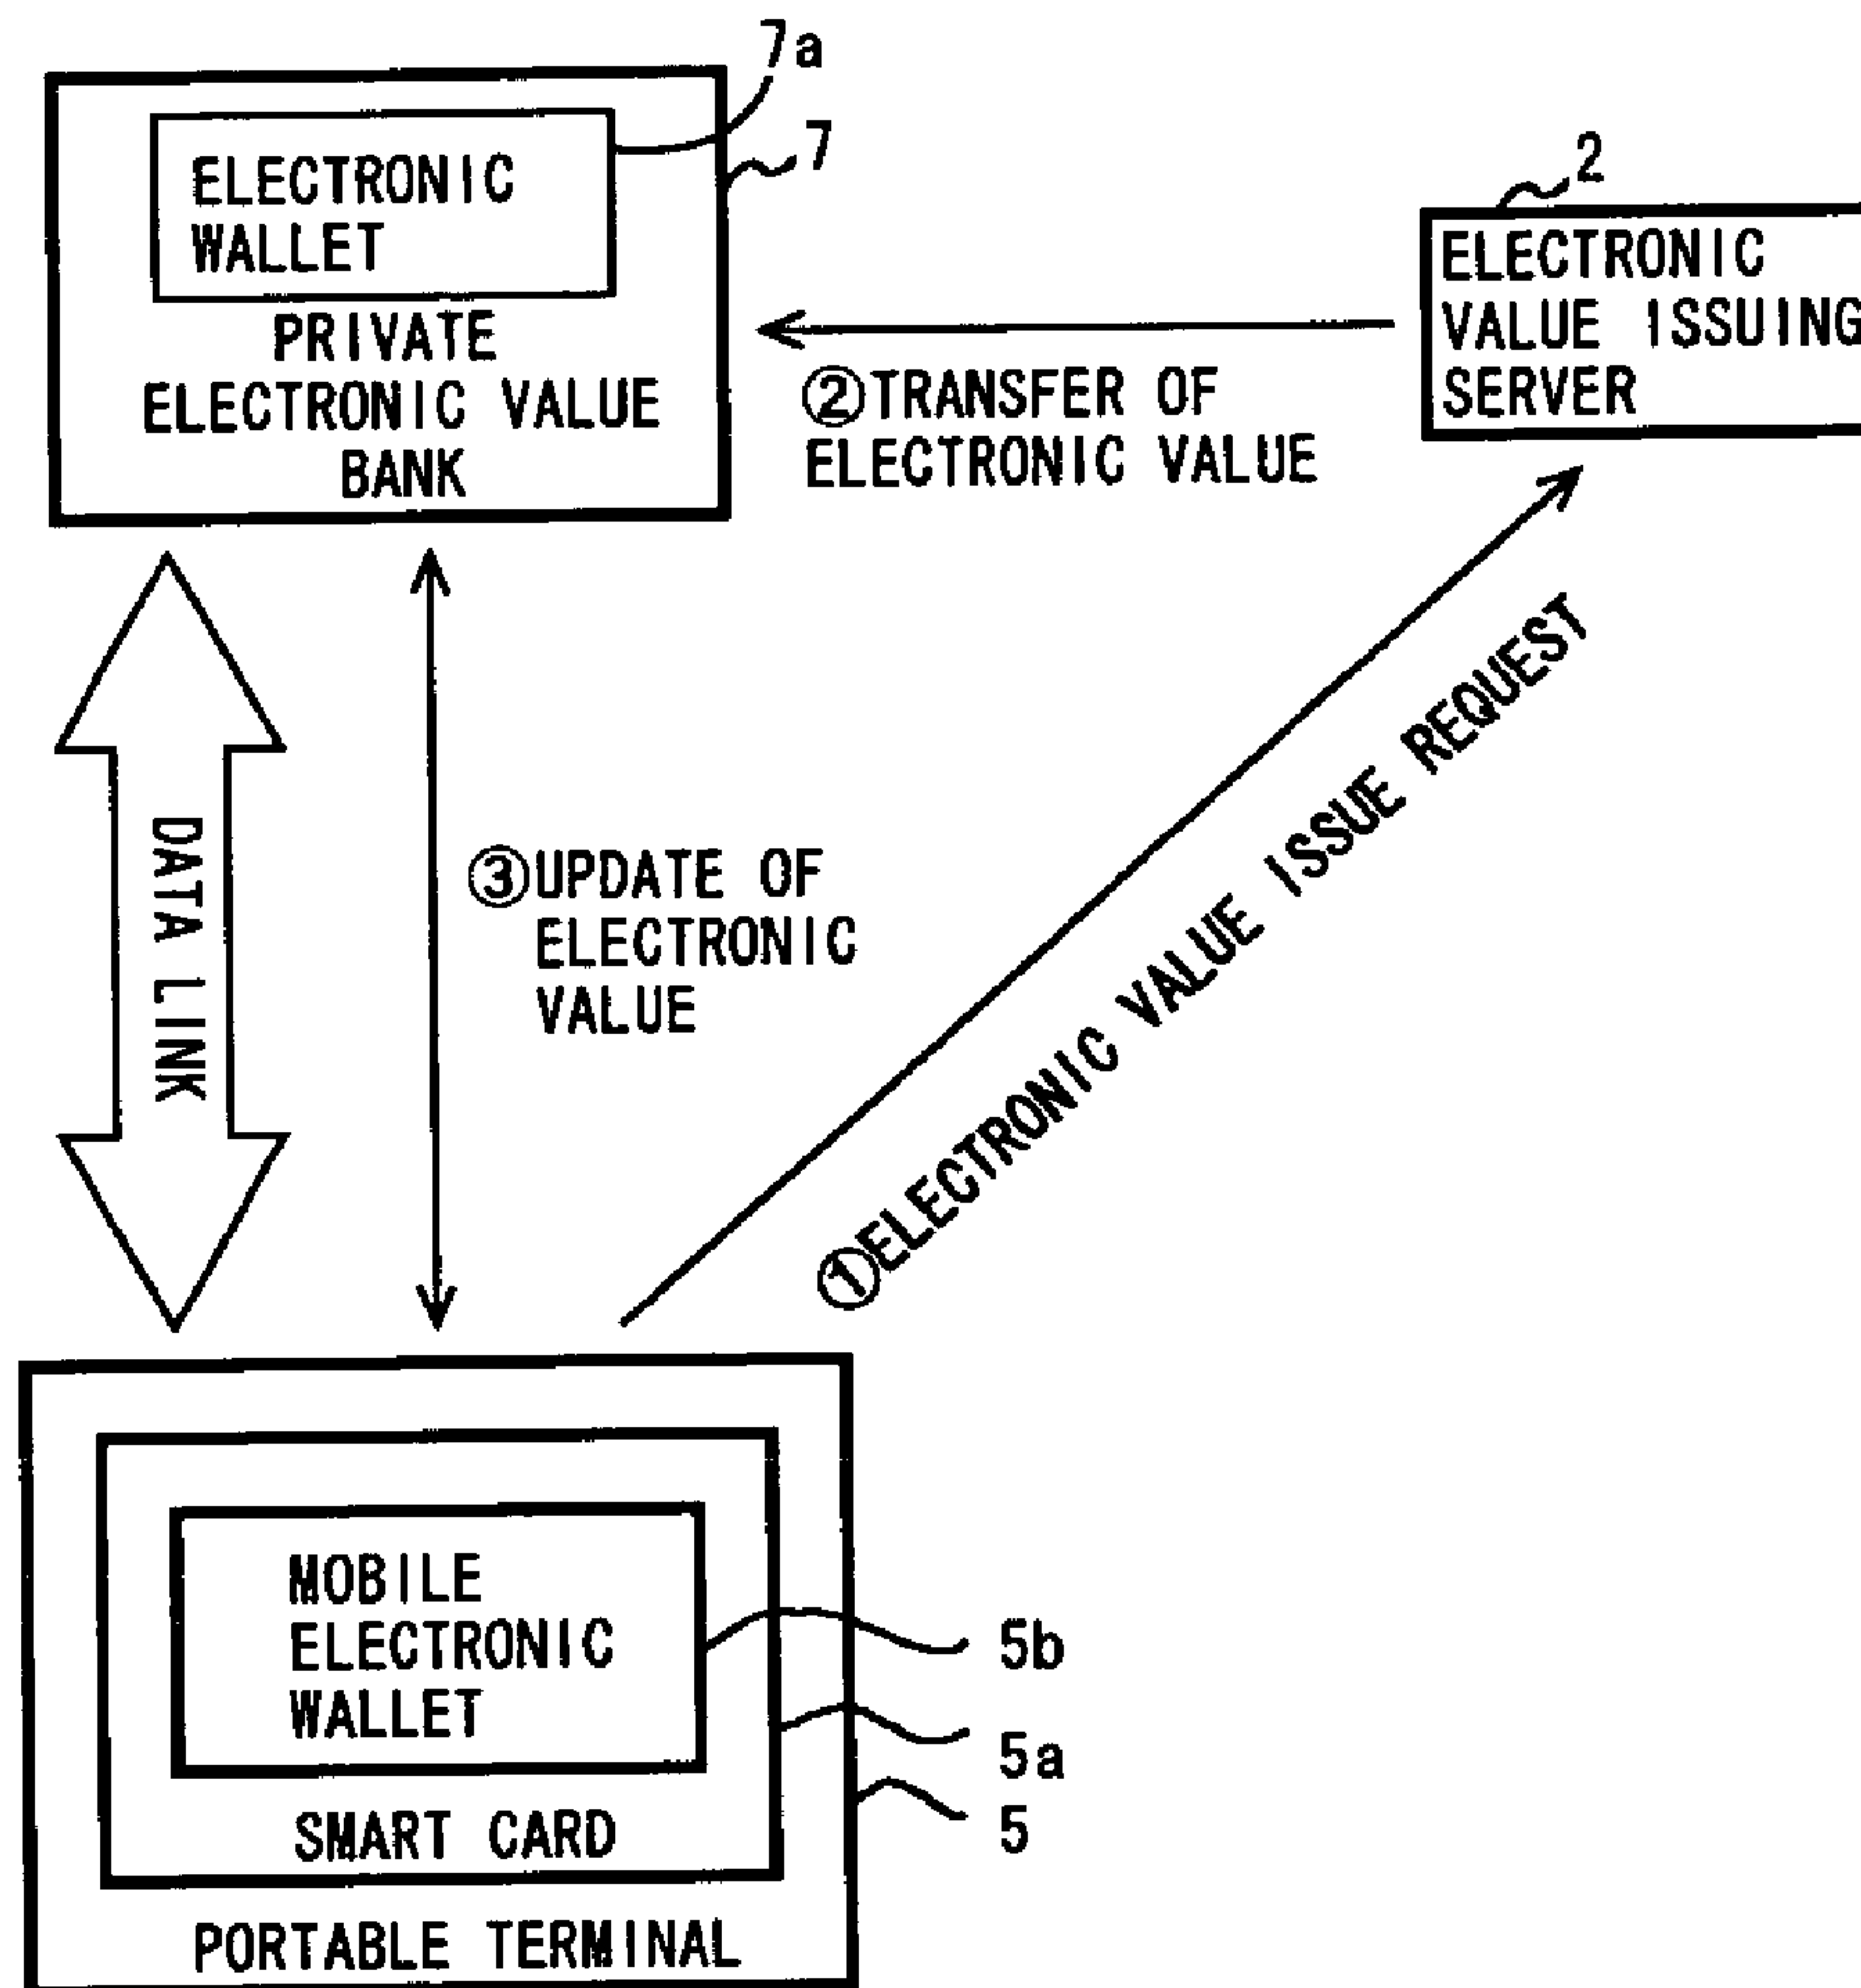 7a
7
ELECTRONIC
WALLET
PRIVATE
ELECTRONIC VALUE
BANK
2
ELECTRONIC
VALUE ISSUING
SERVER
②TRANSFER OF
ELECTRONIC VALUE
DATA LINK
③UPDATE OF
ELECTRONIC
VALUE
①ELECTRONIC VALUE ISSUE REQUEST
MOBILE
ELECTRONIC
WALLET
5b
5a
5
SMART CARD
PORTABLE TERMINAL